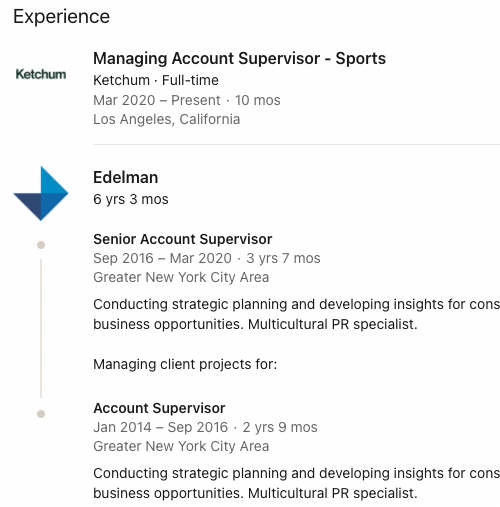 Experience
Ketchum
Managing Account Supervisor - Sports
Ketchum · Full-time
Mar 2020 – Present · 10 mos
Los Angeles, California
Edelman
6 yrs 3 mos
Senior Account Supervisor
Sep 2016 – Mar 2020 · 3 yrs 7 mos
Greater New York City Area
Conducting strategic planning and developing insights for cons
business opportunities. Multicultural PR specialist.
Managing client projects for:
Account Supervisor
Jan 2014 – Sep 2016 · 2 yrs 9 mos
Greater New York City Area
Conducting strategic planning and developing insights for cons
business opportunities. Multicultural PR specialist.